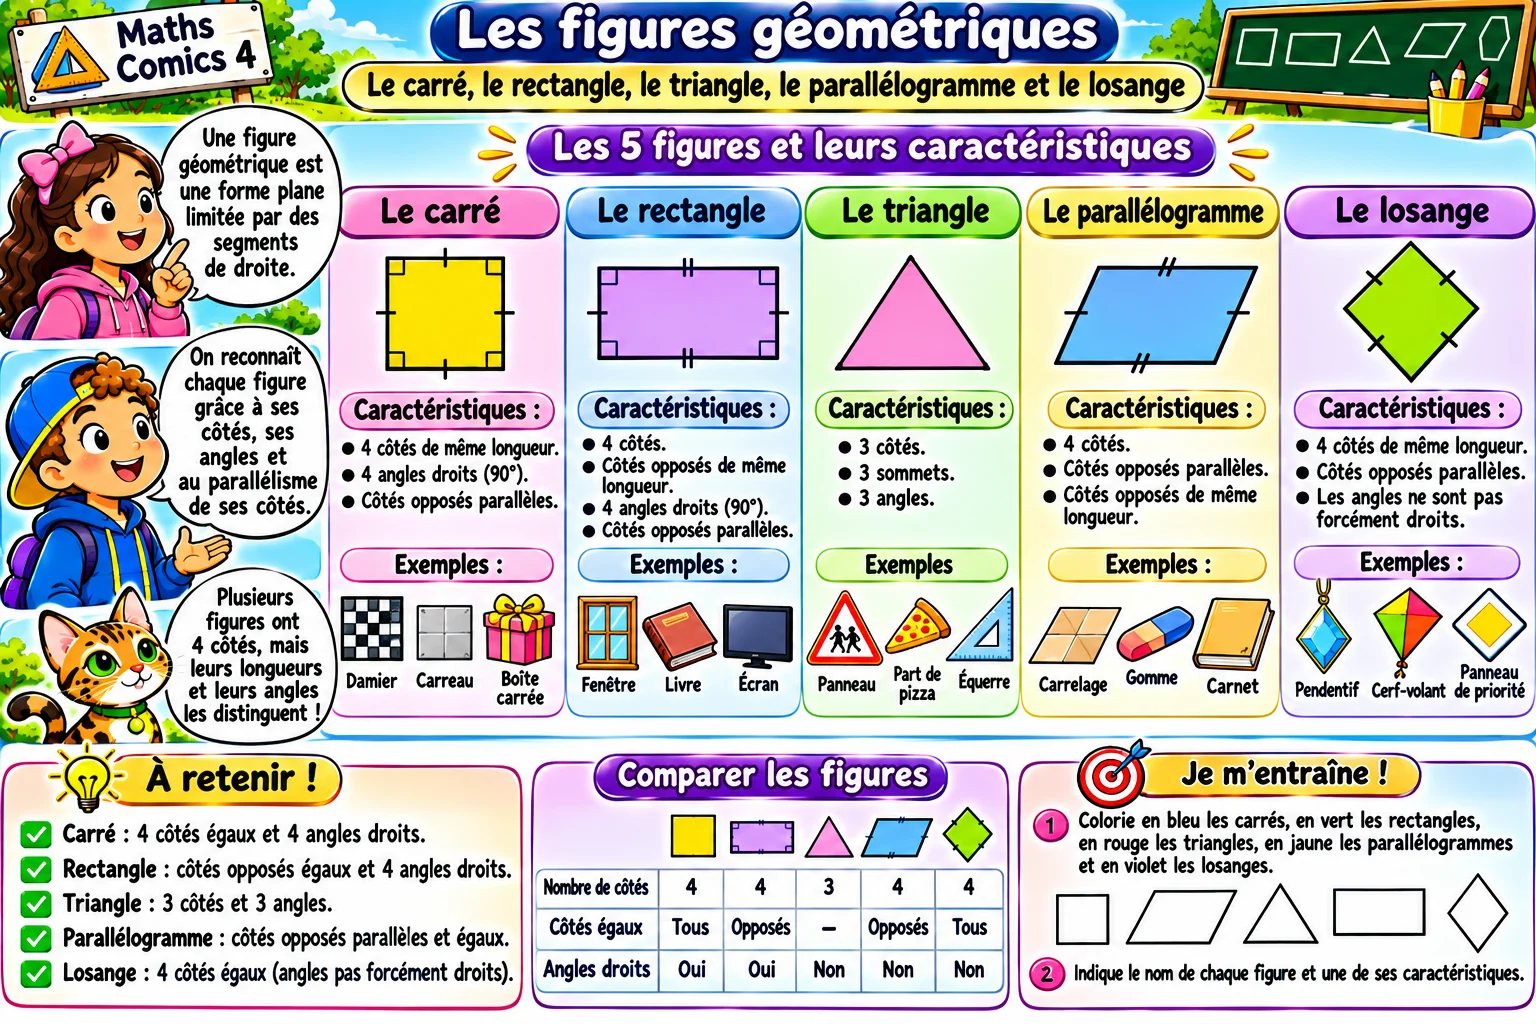 Maths
Comics 4
Les figures géométriques
Le carré, le rectangle, le triangle, le parallélogramme et le losange
Une figure
géométrique est
une forme plane
limitée par des
segments
de droite.
On reconnaît
chaque figure
grâce à ses
côtés, ses
angles et
au parallélisme
de ses côtés.
Plusieurs
figures ont
4 côtés, mais
leurs longueurs
et leurs angles
les distinguent !
Les 5 figures et leurs caractéristiques
Le carré
Caractéristiques :
● 4 côtés de même longueur.
● 4 angles droits (90°).
● Côtés opposés parallèles.
Exemples :
Damier
Carreau
Boîte
carrée
Le rectangle
Caractéristiques :
● 4 côtés.
● Côtés opposés de même
longueur.
● 4 angles droits (90°).
● Côtés opposés parallèles.
Exemples :
Fenêtre
Livre
Écran
Le triangle
Caractéristiques :
● 3 côtés.
● 3 sommets.
● 3 angles.
Exemples
Panneau
Part de
pizza
Équerre
Le parallélogramme
Caractéristiques :
● 4 côtés.
● Côtés opposés parallèles.
● Côtés opposés de même
longueur.
Exemples :
Carrelage
Gomme
Carnet
Le losange
Caractéristiques :
● 4 côtés de même longueur.
● Côtés opposés parallèles.
● Les angles ne sont pas
forcément droits.
Exemples :
Pendentif
Cerf-volant
Panneau
de priorité
À retenir !
Carré : 4 côtés égaux et 4 angles droits.
Rectangle : côtés opposés égaux et 4 angles droits.
Triangle : 3 côtés et 3 angles.
Parallélogramme : côtés opposés parallèles et égaux.
Losange : 4 côtés égaux (angles pas forcément droits).
Comparer les figures
Nombre de côtés 4 4 3 4 4
Côtés égaux Tous Opposés – Opposés Tous
Angles droits Oui Oui Non Non Non
Je m'entraîne !
1 Colorie en bleu les carrés, en vert les rectangles,
en rouge les triangles, en jaune les parallélogrammes
et en violet les losanges.
2 Indique le nom de chaque figure et une de ses caractéristiques.